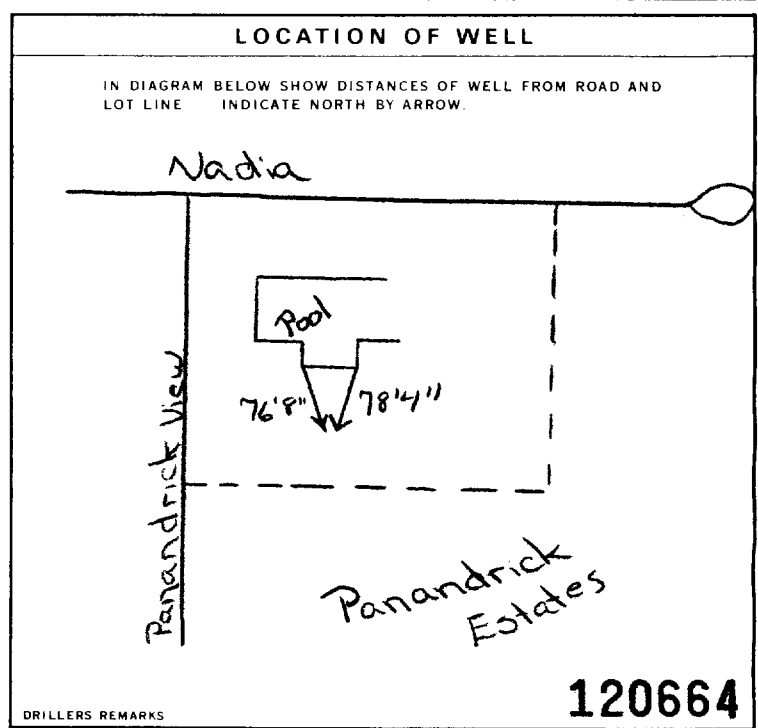 LOCATION OF WELL
IN DIAGRAM BELOW SHOW DISTANCES OF WELL FROM ROAD AND
LOT LINE INDICATE NORTH BY ARROW.
Nadia
Pool
76'8" 78'4"
Panandrick View
Panandrick
Estates
120664
DRILLERS REMARKS